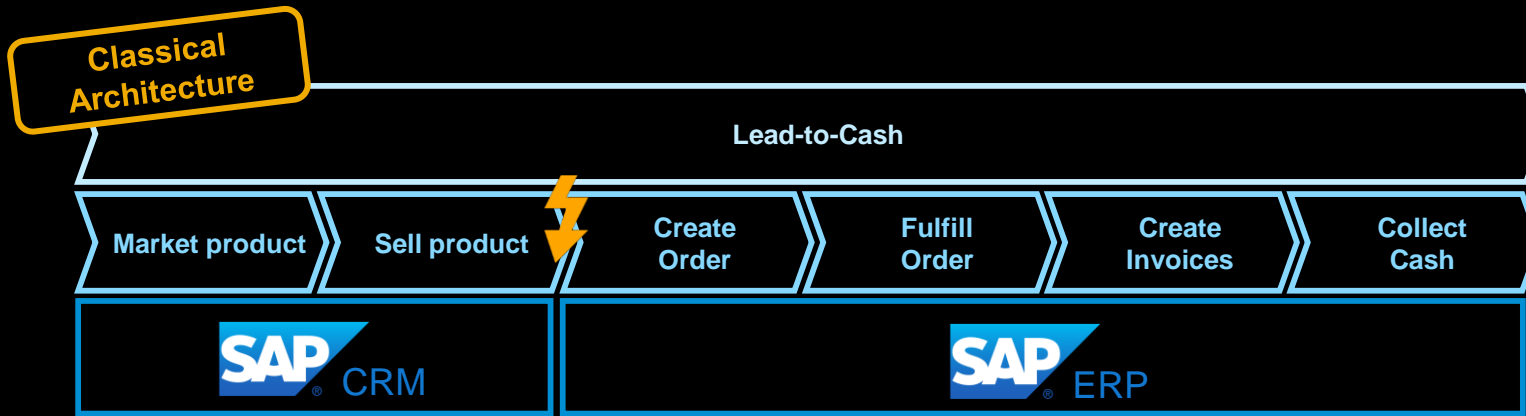 Classical
Architecture
Lead-to-Cash
Market product
Sell product
Create
Order
Fulfill
Order
Create
Invoices
Collect
Cash
SAP® CRM
SAP® ERP